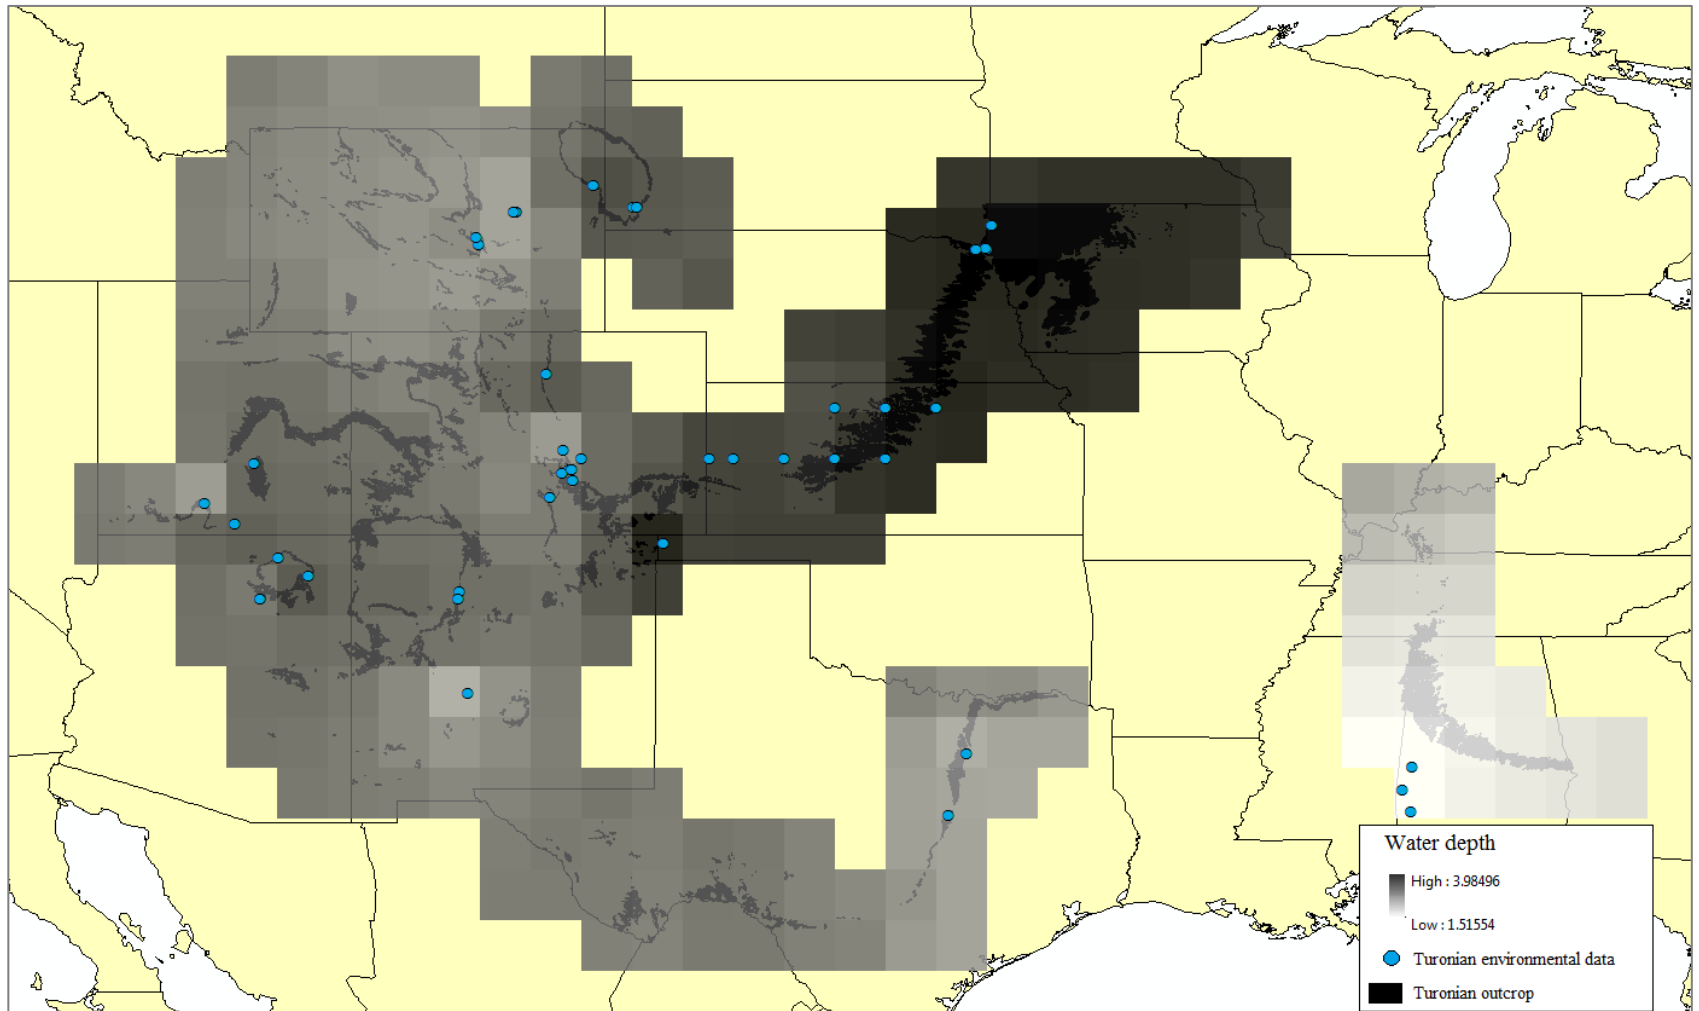 Water depth
High : 3.98496
Low : 1.51554
Turonian environmental data
Turonian outcrop